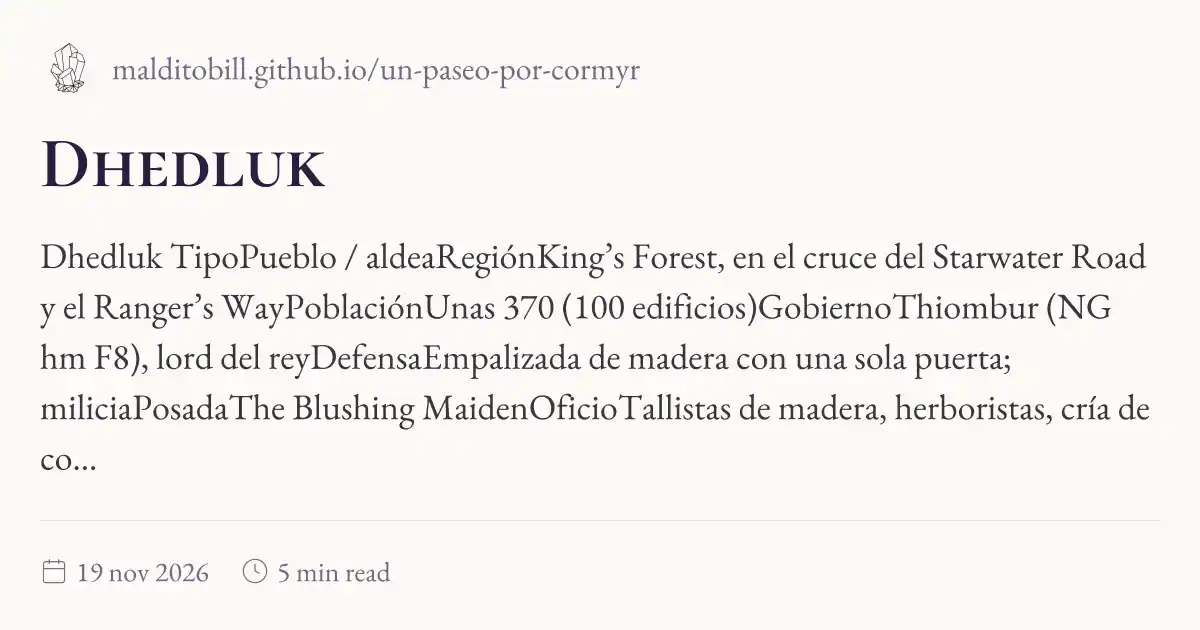 malditobill.github.io/un-paseo-por-cormyr
Dhedluk
Dhedluk TipoPueblo / aldeaRegiónKing’s Forest, en el cruce del Starwater Road
y el Ranger’s WayPoblaciónUnas 370 (100 edificios)GobiernoThiombur (NG
hm F8), lord del reyDefensaEmpalizada de madera con una sola puerta;
miliciaPosadaThe Blushing MaidenOficioTallistas de madera, herboristas, cría de
co...
19 nov 2026 5 min read